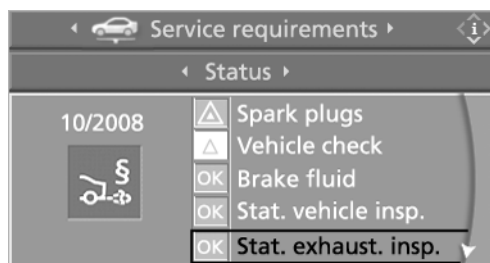 Service requirements
i
Status
10/2008
§
Spark plugs
Vehicle check
OK Brake fluid
OK Stat. vehicle insp.
OK Stat. exhaust. insp.